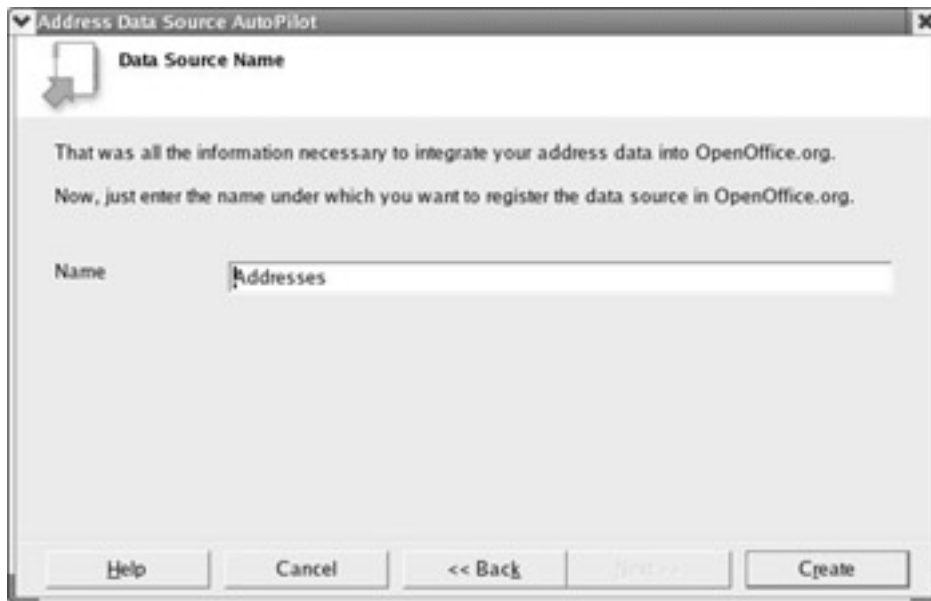 Address Data Source AutoPilot
Data Source Name
That was all the information necessary to integrate your address data into OpenOffice.org.
Now, just enter the name under which you want to register the data source in OpenOffice.org.
Name
Addresses
Help
Cancel
<< Back
Next >>
Create